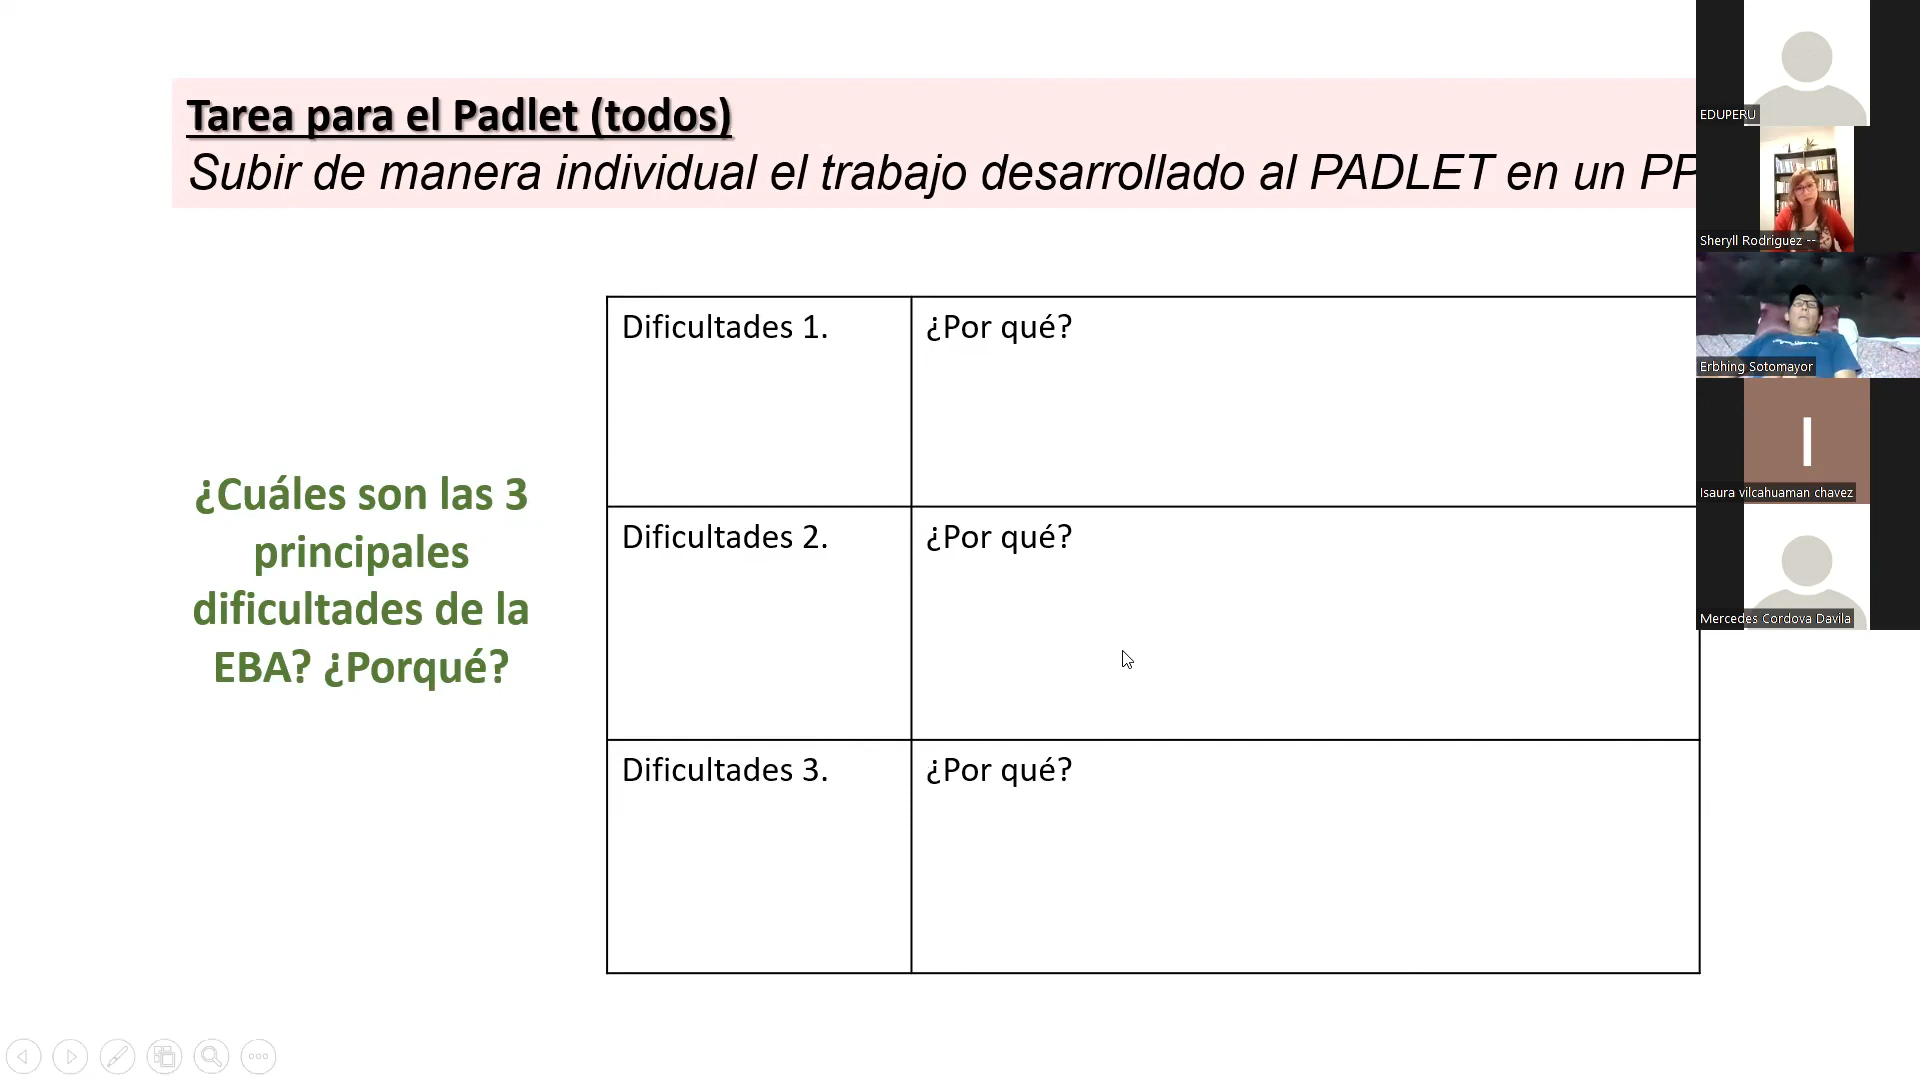 Tarea para el Padlet (todos)
Subir de manera individual el trabajo desarrollado al PADLET en un PP
¿Cuáles son las 3
principales
dificultades de la
EBA? ¿Porqué?
Dificultades 1.
¿Por qué?
Dificultades 2.
¿Por qué?
Dificultades 3.
¿Por qué?
EDUPERU
Sheryll Rodriguez --
Erbhing Sotomayor
I
Isaura vilcahuaman chavez
Mercedes Cordova Davila